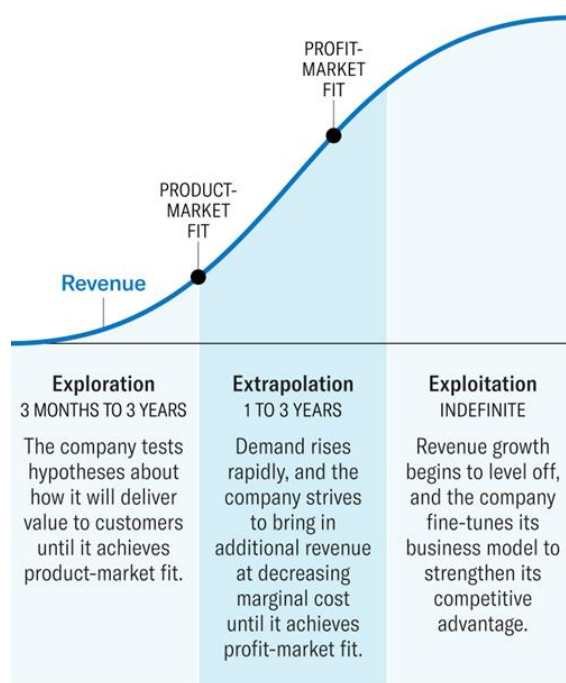 PROFIT-
MARKET
FIT
PRODUCT-
MARKET
FIT
Revenue
Exploration
3 MONTHS TO 3 YEARS
The company tests
hypotheses about
how it will deliver
value to customers
until it achieves
product-market fit.
Extrapolation
1 TO 3 YEARS
Demand rises
rapidly, and the
company strives
to bring in
additional revenue
at decreasing
marginal cost
until it achieves
profit-market fit.
Exploitation
INDEFINITE
Revenue growth
begins to level off,
and the company
fine-tunes its
business model to
strengthen its
competitive
advantage.